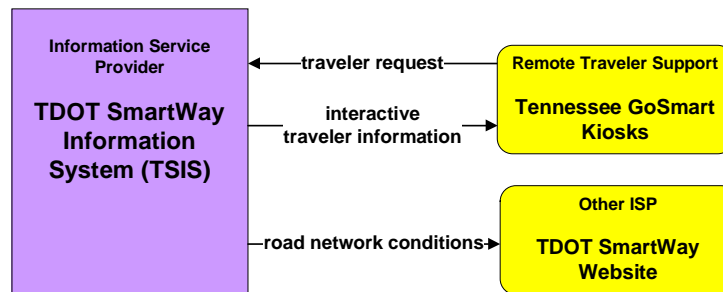 Information Service
Provider
TDOT SmartWay
Information
System (TSIS)
traveler request
interactive
traveler information
road network conditions
Remote Traveler Support
Tennessee GoSmart
Kiosks
Other ISP
TDOT SmartWay
Website